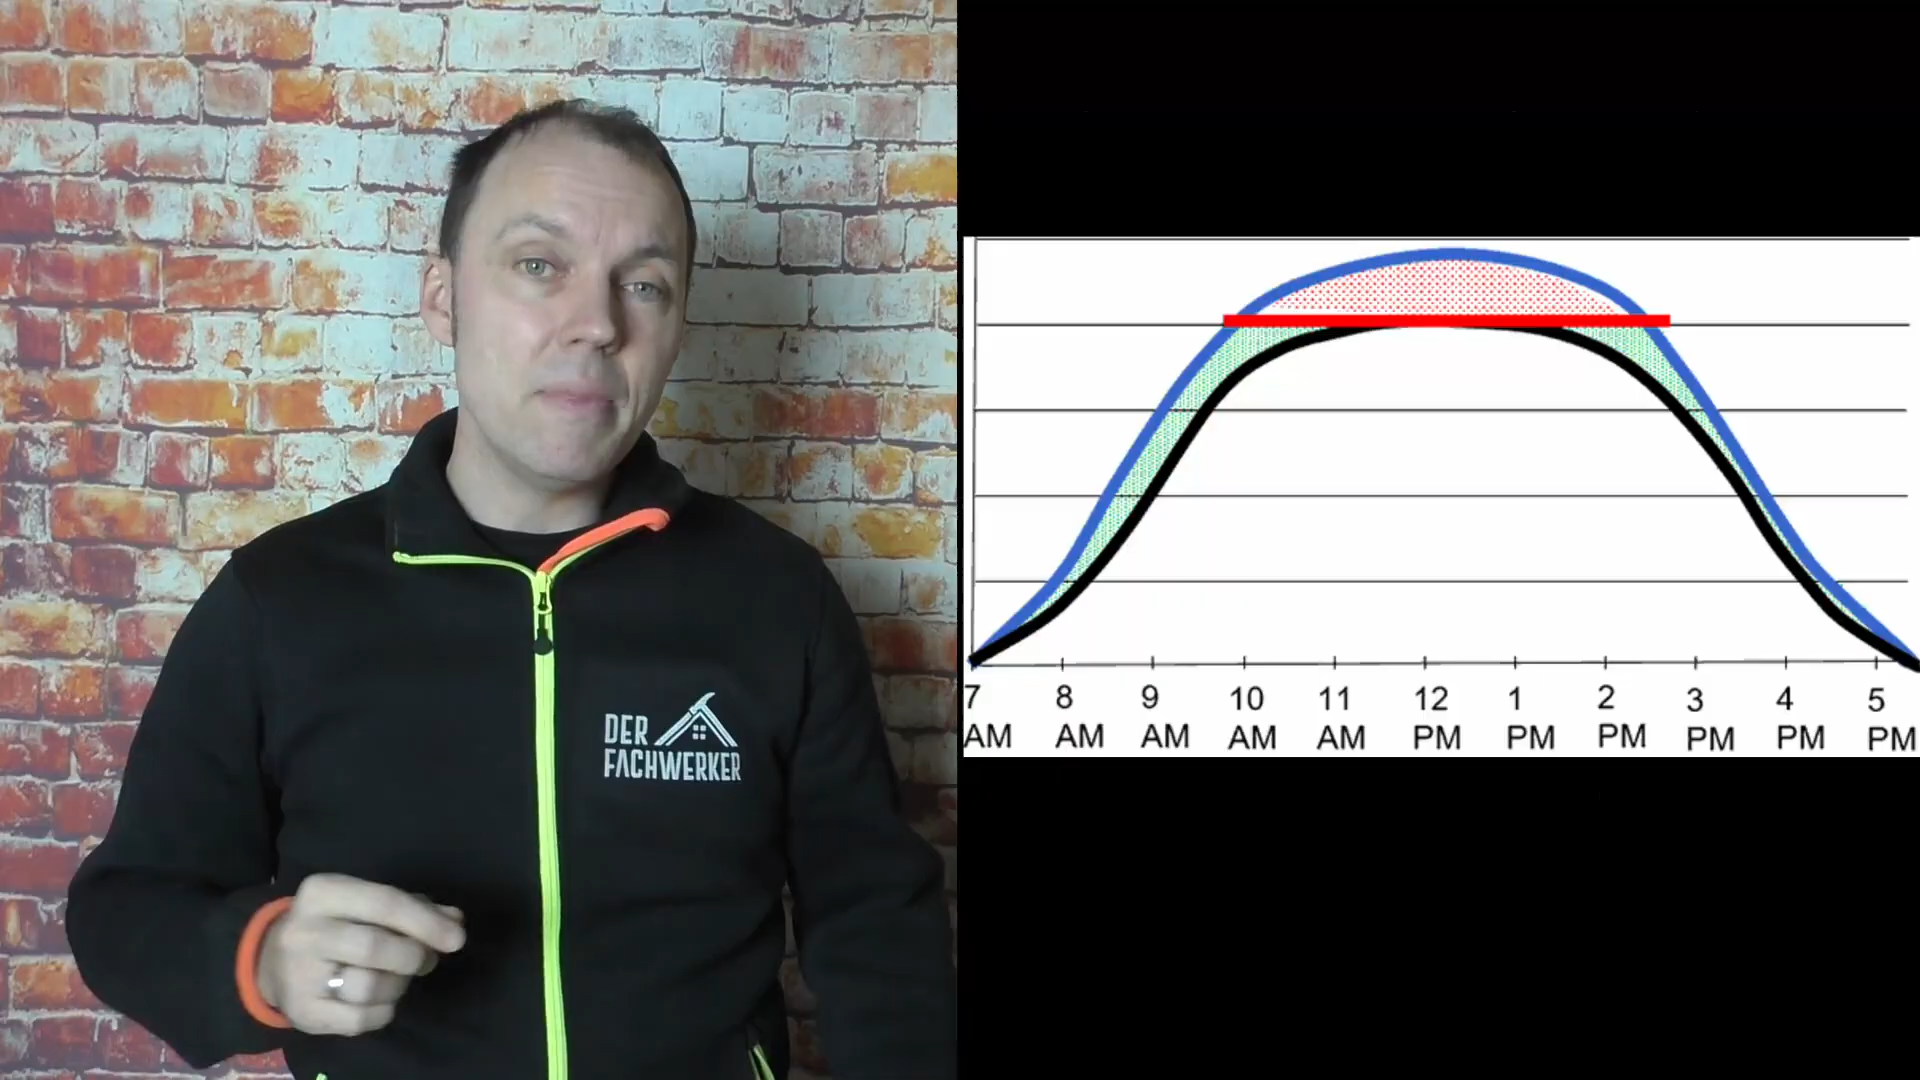 DER
FACHWERKER
7 8 9 10 11 12 1 2 3 4 5
AM AM AM AM AM PM PM PM PM PM PM